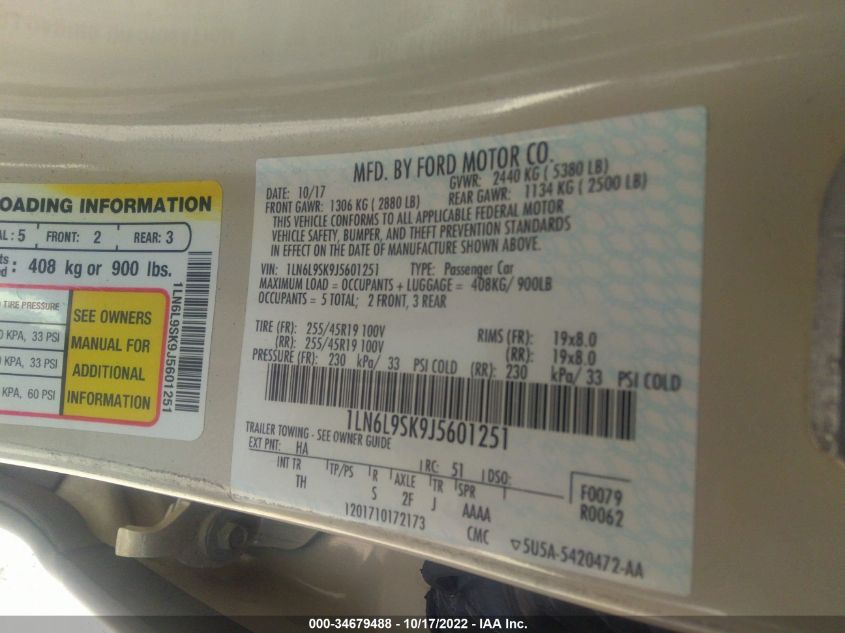 OADING INFORMATION
AL: 5 FRONT: 2 REAR: 3
408 kg or 900 lbs.
TIRE PRESSURE
KPA, 33 PSI
KPA, 33 PSI
KPA, 60 PSI
SEE OWNERS
MANUAL FOR
ADDITIONAL
INFORMATION
1LN6L9SK9J5601251
MFD. BY FORD MOTOR CO.
DATE: 10/17 GVWR: 2440 KG ( 5380 LB)
FRONT GAWR: 1306 KG ( 2880 LB) REAR GAWR: 1134 KG ( 2500 LB)
THIS VEHICLE CONFORMS TO ALL APPLICABLE FEDERAL MOTOR
VEHICLE SAFETY, BUMPER, AND THEFT PREVENTION STANDARDS
IN EFFECT ON THE DATE OF MANUFACTURE SHOWN ABOVE.
VIN: 1LN6L9SK9J5601251 TYPE: Passenger Car
MAXIMUM LOAD = OCCUPANTS + LUGGAGE = 408KG/ 900LB
OCCUPANTS = 5 TOTAL; 2 FRONT, 3 REAR
TIRE (FR): 255/45R19 100V RIMS (FR): 19x8.0
(RR): 255/45R19 100V (RR): 19x8.0
PRESSURE (FR): 230 kPa/ 33 PSI COLD (RR): 230 kPa/ 33 PSI COLD
1LN6L9SK9J5601251
TRAILER TOWING - SEE OWNER GUIDE
EXT PNT: HA RC: 51 DSO:
INT TR TP/PS R AXLE TR SPR
TH S 2F J AAAA
F0079
R0062
1201710172173 CMC
5U5A-5420472-AA
000-34679488 - 10/17/2022 - IAA Inc.